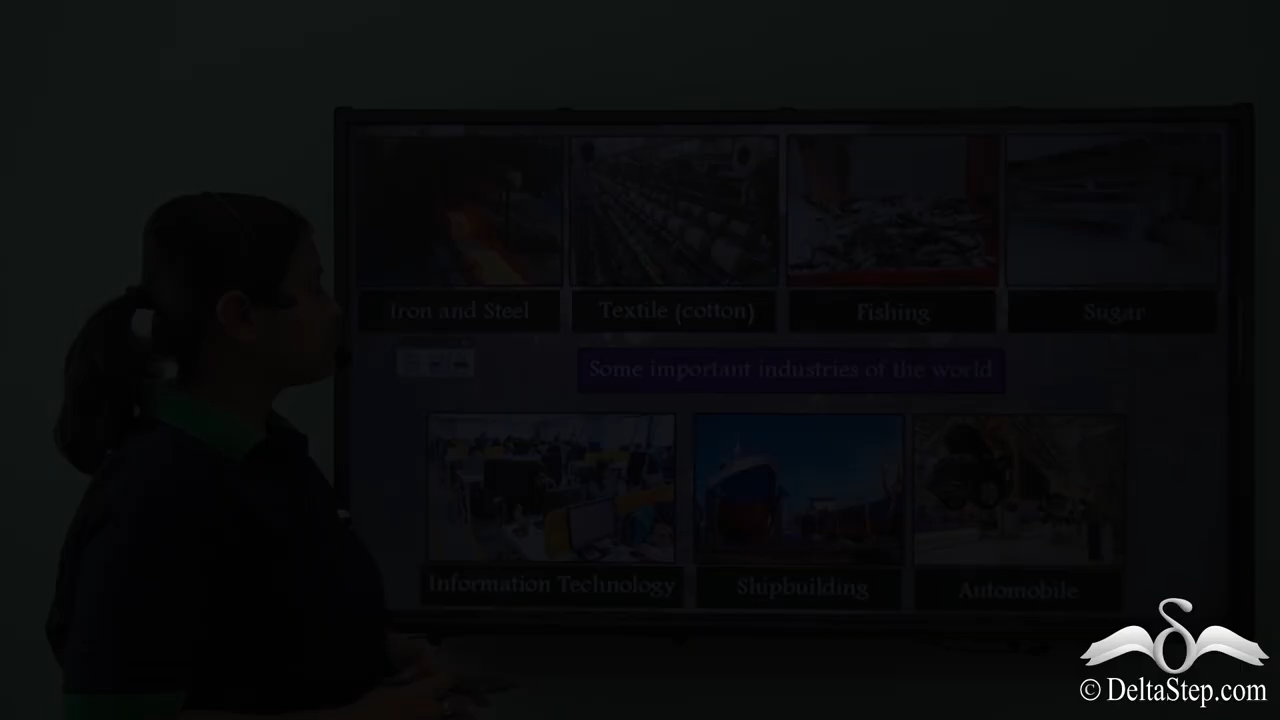 Iron and Steel
Textile (cotton)
Fishing
Sugar
Some important industries of the world
Information Technology
Shipbuilding
Automobile
© DeltaStep.com